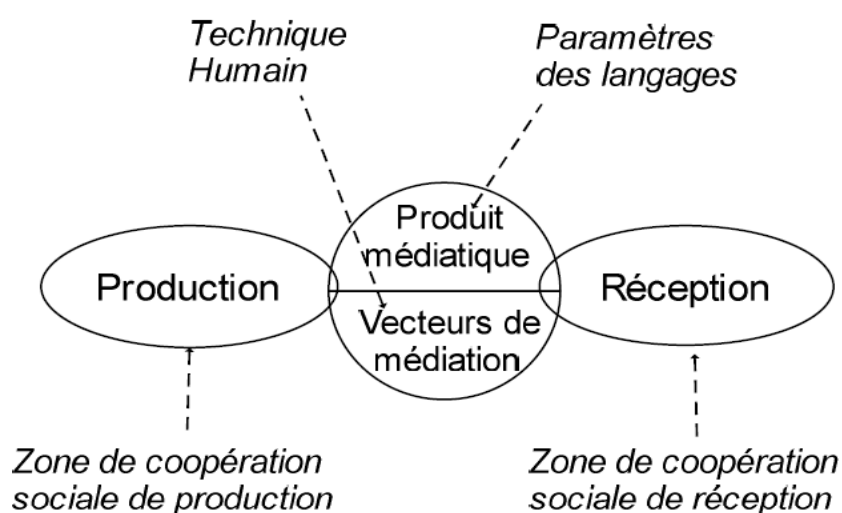 Technique
Humain
Paramètres
des langages
Produit
médiatique
Production
Réception
Vecteurs de
médiation
Zone de coopération
sociale de production
Zone de coopération
sociale de réception